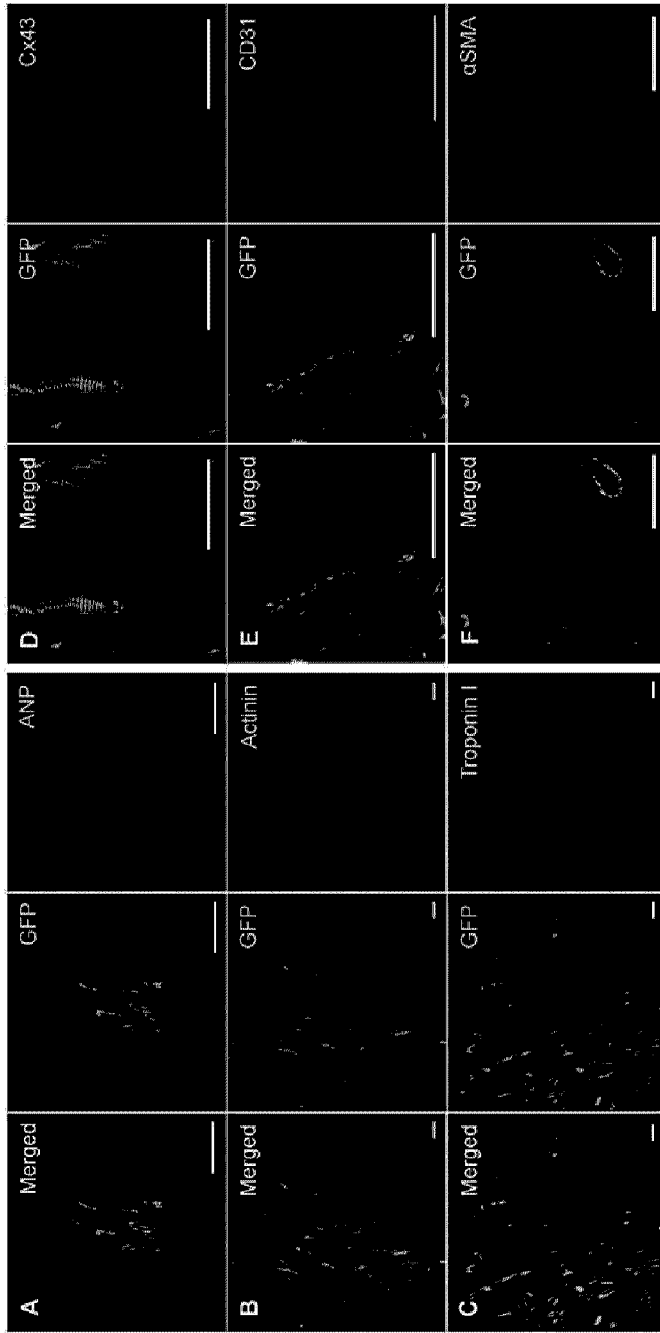 A
Merged
GFP
ANP
B
Merged
GFP
Actinin
C
Merged
GFP
Troponin I
D
Merged
GFP
Cx43
E
Merged
GFP
CD31
F
Merged
GFP
αSMA